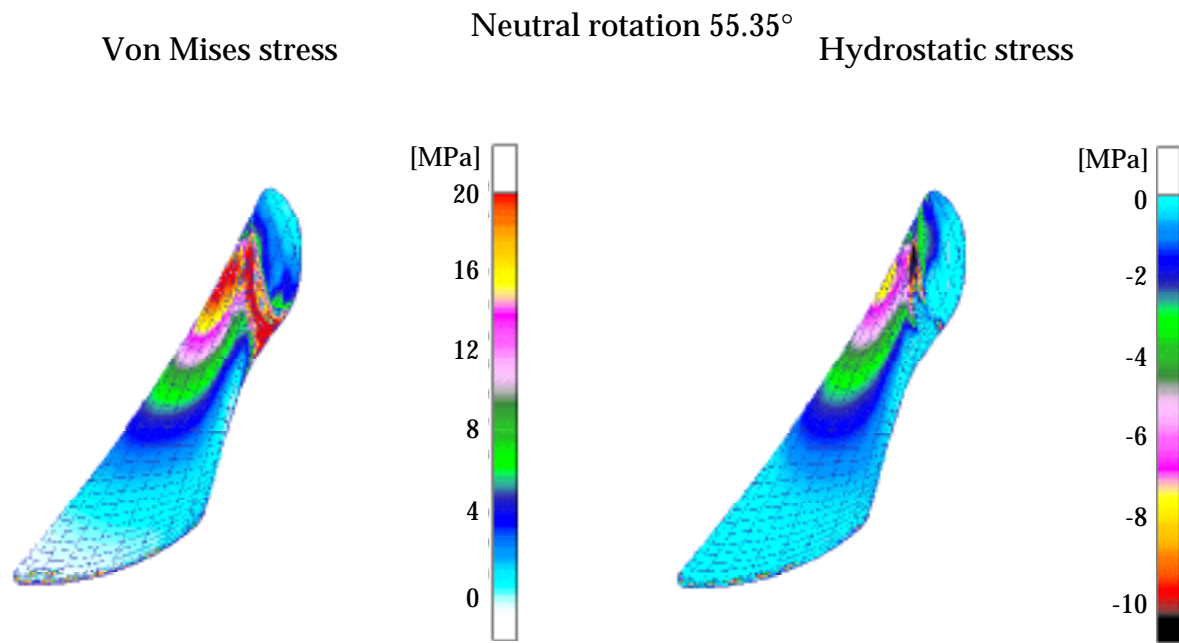 Neutral rotation 55.35°
Von Mises stress
Hydrostatic stress
[MPa]
20
16
12
8
4
0
[MPa]
0
-2
-4
-6
-8
-10